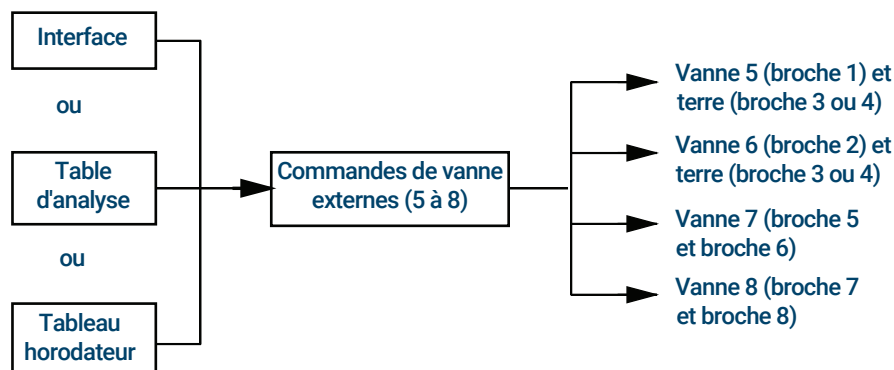 Interface
ou
Table
d'analyse
ou
Tableau
horodateur
Commandes de vanne
externes (5 à 8)
Vanne 5 (broche 1) et
terre (broche 3 ou 4)
Vanne 6 (broche 2) et
terre (broche 3 ou 4)
Vanne 7 (broche 5
et broche 6)
Vanne 8 (broche 7
et broche 8)